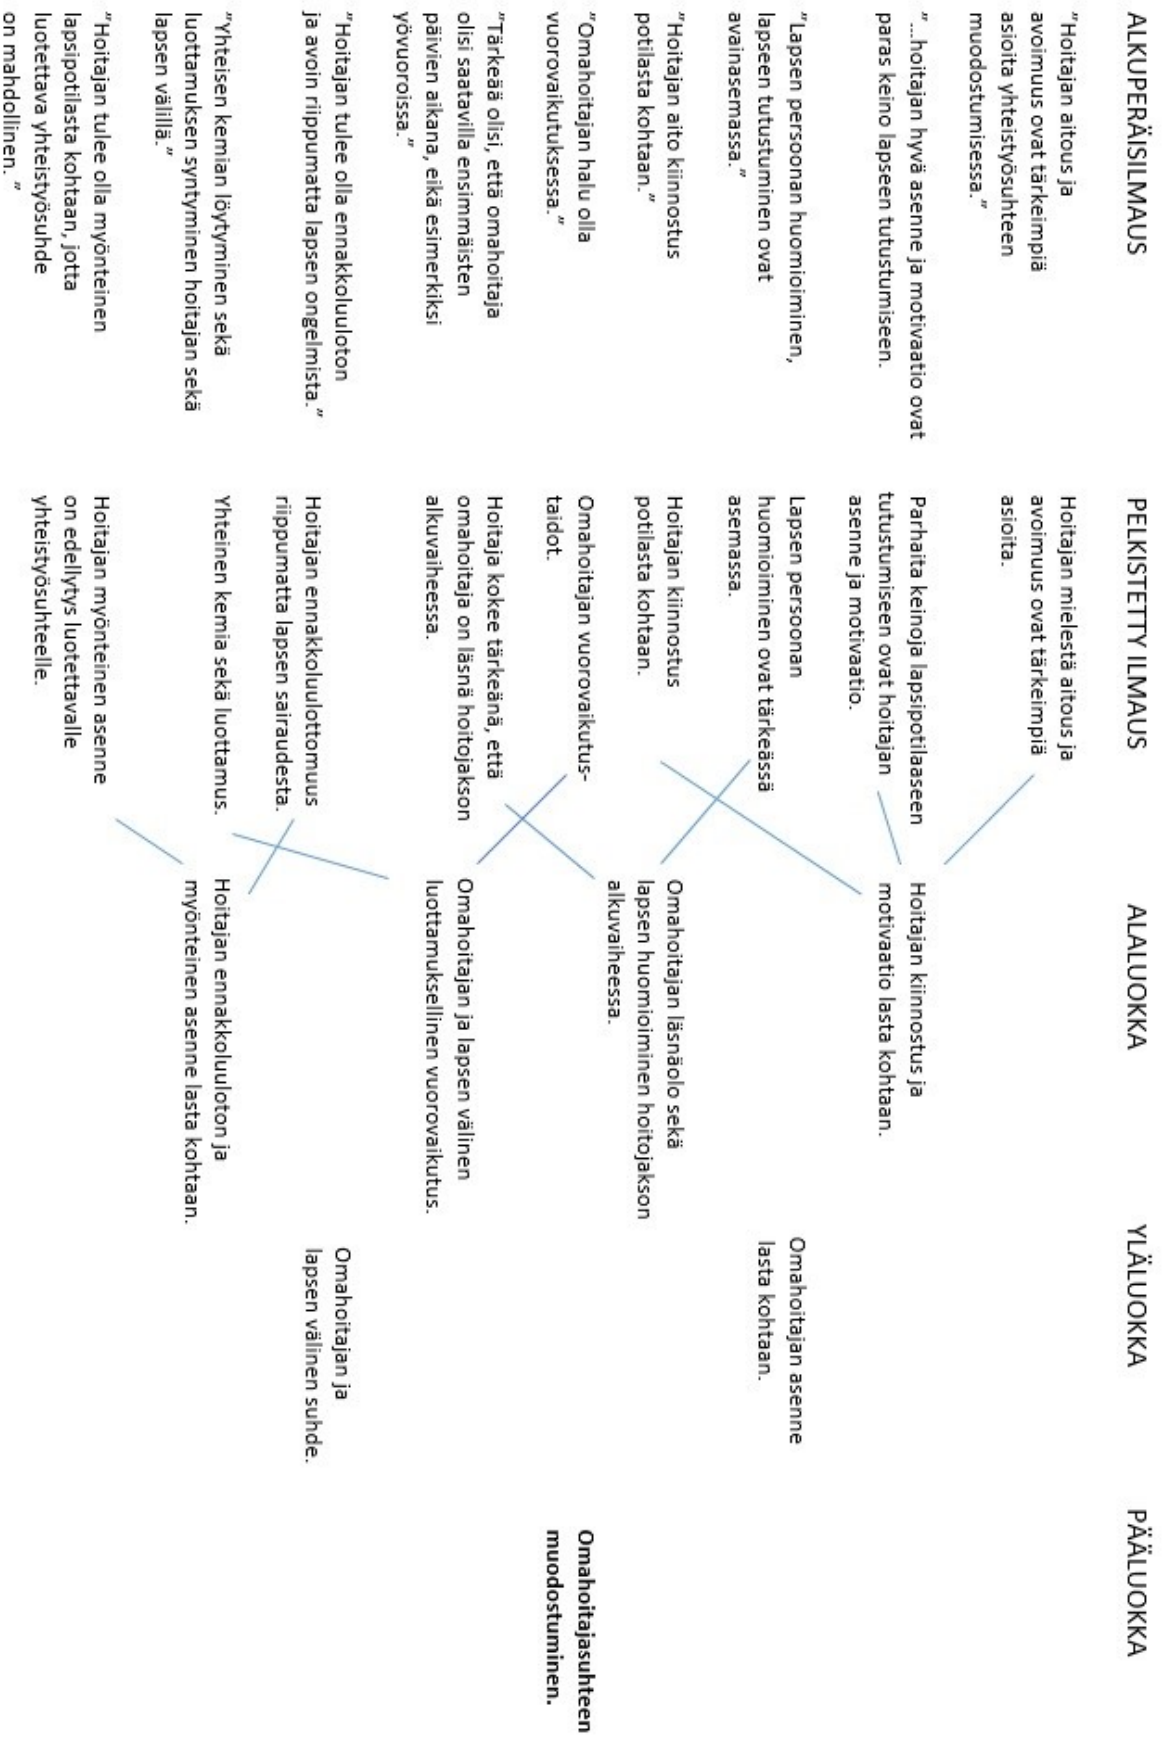 ALKUPERÄISILMAUS
PELKISTETTY ILMAUS
ALALUOKKA
YLÄLUOKKA
PÄÄLUOKKA
”Hoitajan aitous ja
avoimuus ovat tärkeimpiä
asioita yhteistyösuhteen
muodostumisessa.”
”…hoitajan hyvä asenne ja motivaatio ovat
paras keino lapseen tutustumiseen.
”Lapsen persoonan huomioiminen,
lapseen tutustuminen ovat
avainasemassa.”
”Hoitajan aito kiinnostus
potilasta kohtaan.”
”Omahoitajan halu olla
vuorovaikutuksessa.”
”Tärkeää olisi, että omahoitaja
olisi saatavilla ensimmäisten
päivien aikana, eikä esimerkiksi
yövuoroissa.”
”Hoitajan tulee olla ennakkoluuloton
ja avoin riippumatta lapsen ongelmista.”
”Yhteisen kemian löytyminen sekä
luottamuksen syntyminen hoitajan sekä
lapsen välillä.”
”Hoitajan tulee olla myönteinen
lapsipotilasta kohtaan, jotta
luotettava yhteistyösuhde
on mahdollinen. ”
Hoitajan mielestä aitous ja
avoimuus ovat tärkeimpiä
asioita.
Parhaita keinoja lapsipotilaaseen
tutustumiseen ovat hoitajan
asenne ja motivaatio.
Lapsen persoonan
huomioiminen ovat tärkeässä
asemassa.
Hoitajan kiinnostus
potilasta kohtaan.
Omahoitajan vuorovaikutus-
taidot.
Hoitaja kokee tärkeänä, että
omahoitaja on läsnä hoitojakson
alkuvaiheessa.
Hoitajan ennakkoluulottomuus
riippumatta lapsen sairaudesta.
Yhteinen kemia sekä luottamus.
Hoitajan myönteinen asenne
on edellytys luotettavalle
yhteistyösuhteelle.
Hoitajan kiinnostus ja
motivaatio lasta kohtaan.
Omahoitajan läsnäolo sekä
lapsen huomioiminen hoitojakson
alkuvaiheessa.
Omahoitajan ja lapsen välinen
luottamuksellinen vuorovaikutus.
Hoitajan ennakkoluuloton ja
myönteinen asenne lasta kohtaan.
Omahoitajan asenne
lasta kohtaan.
Omahoitajan ja
lapsen välinen suhde.
Omahoitajasuhteen
muodostuminen.